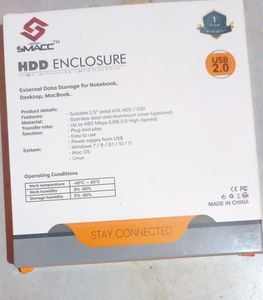 SMACC™
1
YEAR
HDD ENCLOSURE
USB
2.0
External Data Storage for Notebook,
Desktop, MacBook.
Product details:
- Suitable 2.5" serial ATA HDD / SSD
Features:
- Stainless steel and Aluminium cover (optional)
Material:
- Up to 480 Mbps (USB 2.0 High-Speed)
Transfer rate:
- Plug and play
function:
- Easy to use
- Power supply from USB
System:
- Windows 7 / 8 / 8.1 / 10 / 11
- Mac OS
- Linux
Operating Conditions
Work temperature
Work humidity
Storage humidity
FC CE
MADE IN CHINA
STAY CONNECTED